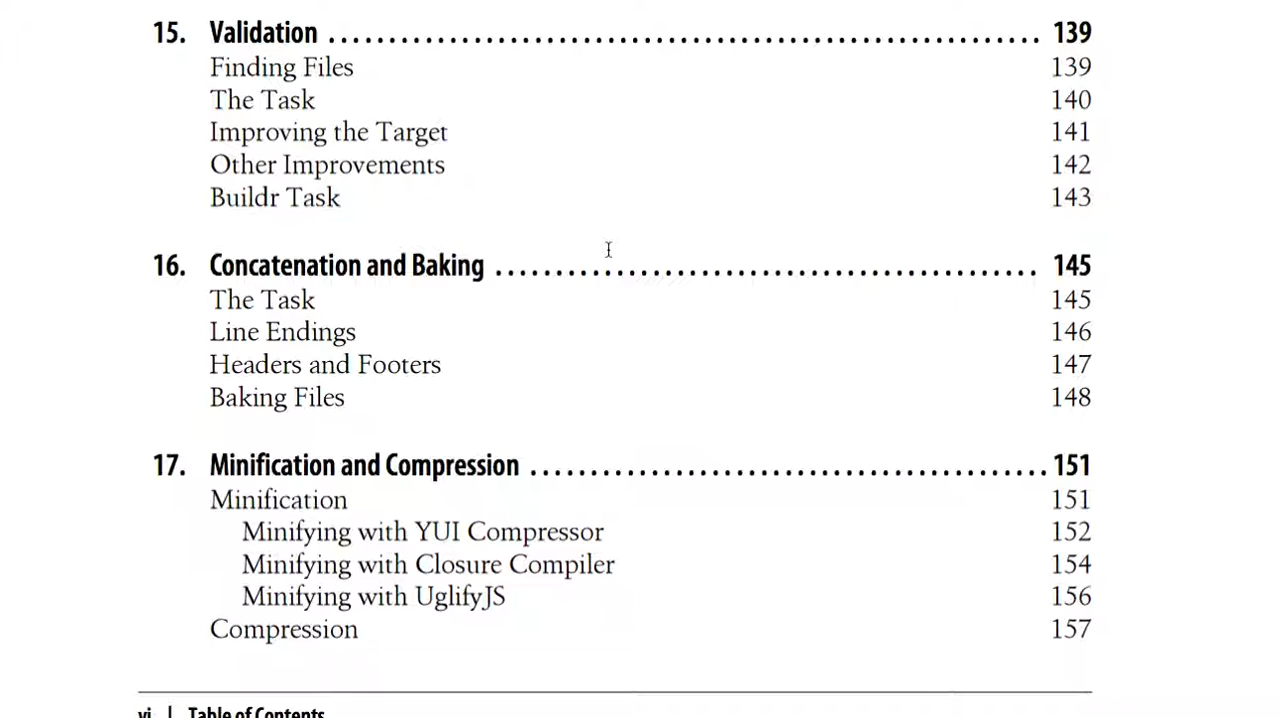 15. Validation ........................................................... 139
Finding Files 139
The Task 140
Improving the Target 141
Other Improvements 142
Buildr Task 143
16. Concatenation and Baking ............................................. 145
The Task 145
Line Endings 146
Headers and Footers 147
Baking Files 148
17. Minification and Compression ........................................... 151
Minification 151
Minifying with YUI Compressor 152
Minifying with Closure Compiler 154
Minifying with UglifyJS 156
Compression 157
vi | Table of Contents